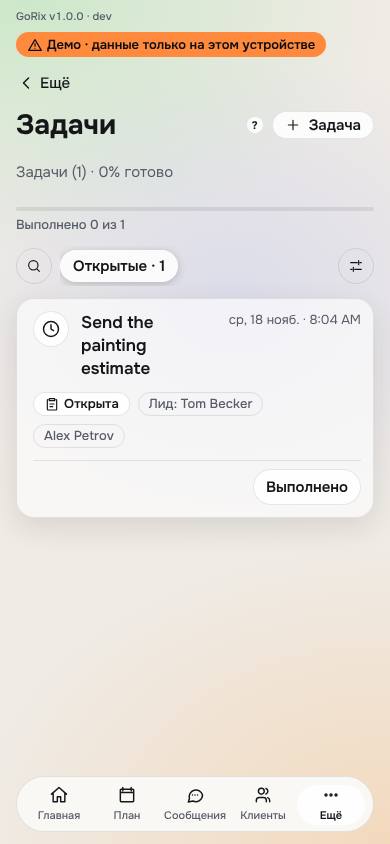 GoRix v1.0.0 · dev
Демо · данные только на этом устройстве
Ещё
Задачи
? + Задача
Задачи (1) · 0% готово
Выполнено 0 из 1
Открытые · 1
Send the painting estimate
ср, 18 нояб. · 8:04 AM
Открыта
Лид: Tom Becker
Alex Petrov
Выполнено
Главная
План
Сообщения
Клиенты
Ещё